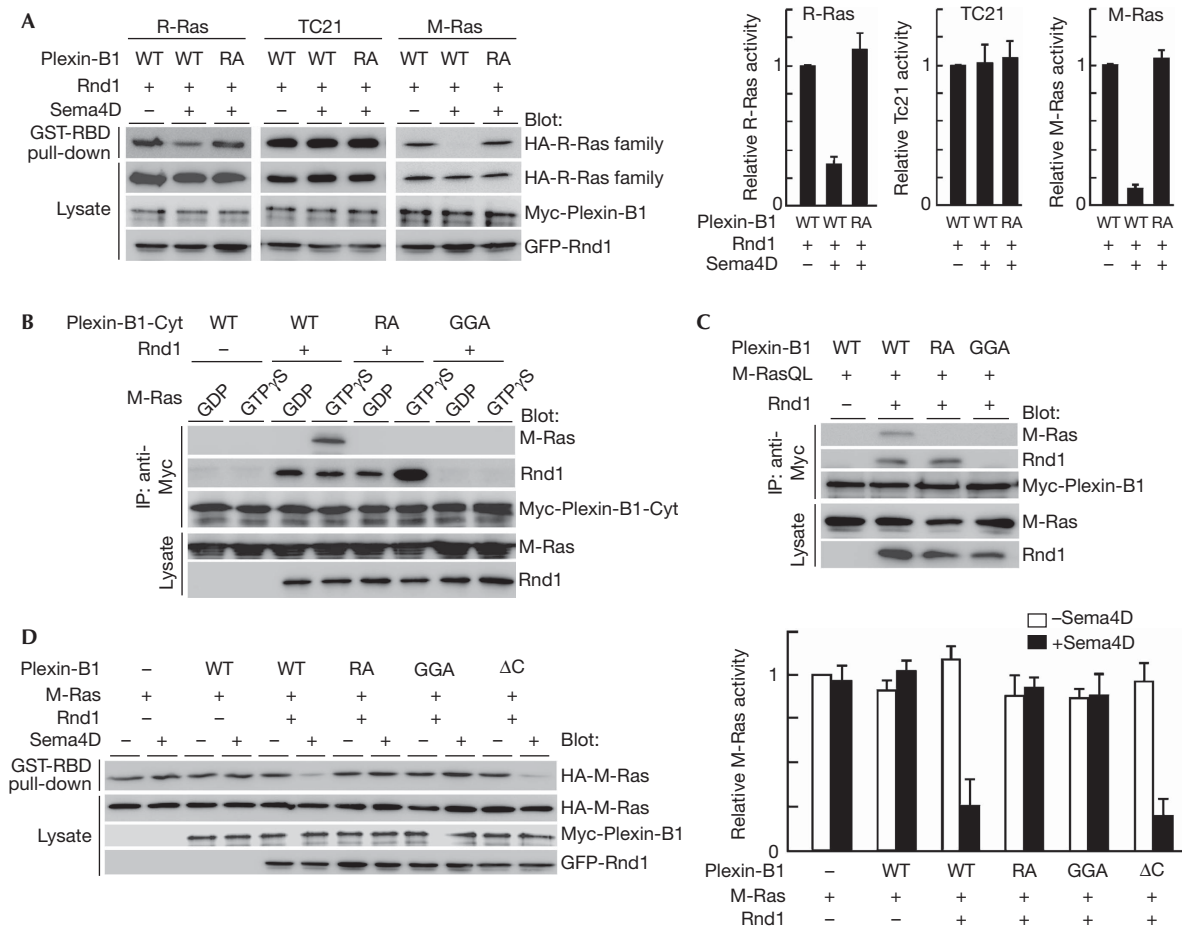 A
R-Ras TC21 M-Ras
Plexin-B1 WT WT RA WT WT RA WT WT RA
Rnd1 + + + + + + + + +
Sema4D − + + − + + − + +
Blot:
GST-RBD pull-down HA-R-Ras family
HA-R-Ras family
Lysate Myc-Plexin-B1
GFP-Rnd1
R-Ras
Relative R-Ras activity
1
0
Plexin-B1 WT WT RA
Rnd1 + + +
Sema4D − + +
TC21
Relative Tc21 activity
1
0
WT WT RA
+ + +
− + +
M-Ras
Relative M-Ras activity
1
0
WT WT RA
+ + +
− + +
B
Plexin-B1-Cyt WT WT RA GGA
Rnd1 − + + +
M-Ras GDP GTPγS GDP GTPγS GDP GTPγS GDP GTPγS
Blot:
IP: anti-Myc M-Ras
Rnd1
Myc-Plexin-B1-Cyt
Lysate M-Ras
Rnd1
C
Plexin-B1 WT WT RA GGA
M-RasQL + + + +
Rnd1 − + + +
Blot:
IP: anti-Myc M-Ras
Rnd1
Myc-Plexin-B1
Lysate M-Ras
Rnd1
D
Plexin-B1 − WT WT RA GGA ΔC
M-Ras + + + + + +
Rnd1 − − + + + +
Sema4D − + − + − + − + − + − + Blot:
GST-RBD pull-down HA-M-Ras
HA-M-Ras
Lysate Myc-Plexin-B1
GFP-Rnd1
−Sema4D
+Sema4D
Relative M-Ras activity
1
0
Plexin-B1 − WT WT RA GGA ΔC
M-Ras + + + + + +
Rnd1 − − + + + +